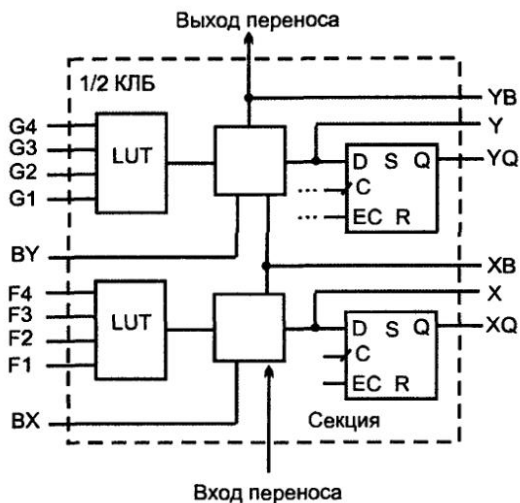 Выход переноса
1/2 КЛБ
YB
G4
Y
G3
LUT
D S Q
YQ
G2
... C
G1
... EC R
BY
XB
F4
X
F3
LUT
D S Q
XQ
F2
C
F1
EC R
BX
Секция
Вход переноса